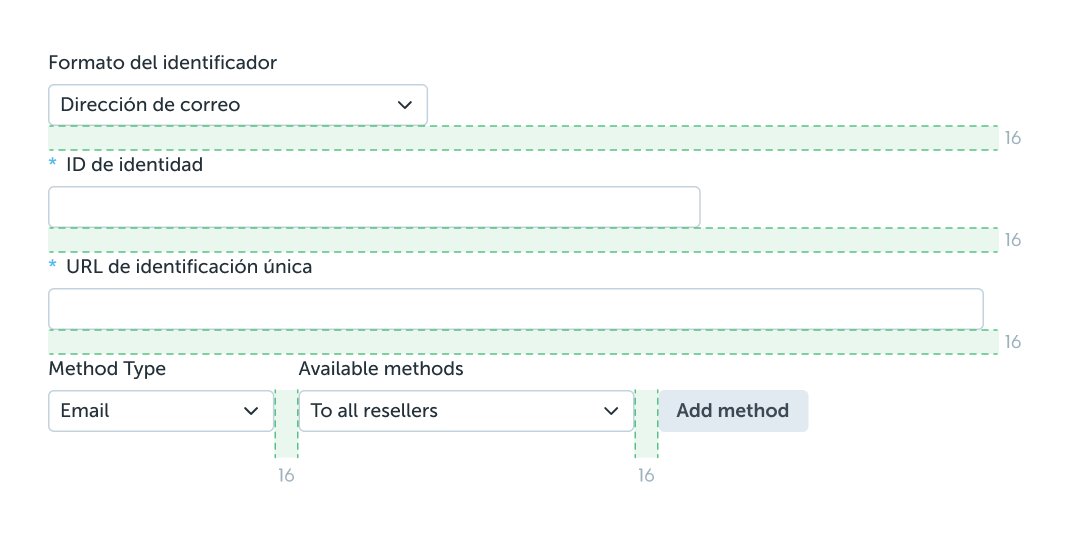 Formato del identificador
Dirección de correo
16
* ID de identidad
16
* URL de identificación única
16
Method Type Available methods
Email To all resellers Add method
16 16